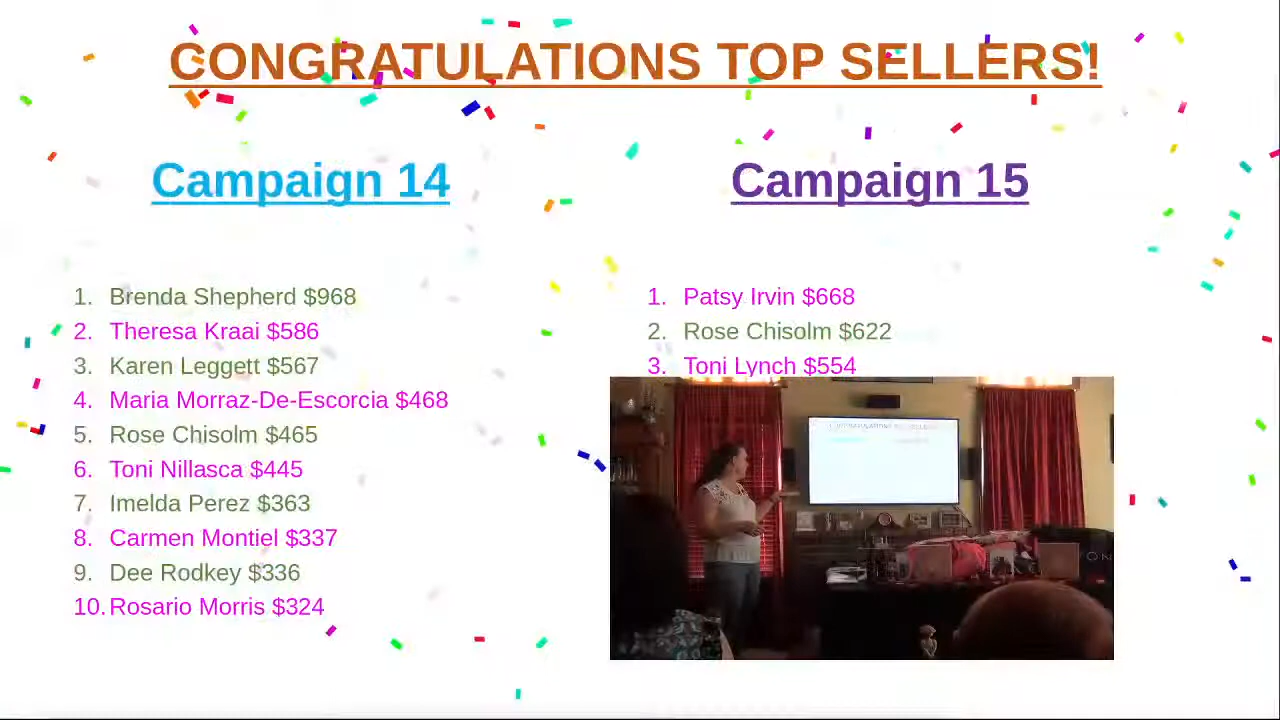 CONGRATULATIONS TOP SELLERS!
Campaign 14
1. Brenda Shepherd $968
2. Theresa Kraai $586
3. Karen Leggett $567
4. Maria Morraz-De-Escorcia $468
5. Rose Chisolm $465
6. Toni Nillasca $445
7. Imelda Perez $363
8. Carmen Montiel $337
9. Dee Rodkey $336
10. Rosario Morris $324
Campaign 15
1. Patsy Irvin $668
2. Rose Chisolm $622
3. Toni Lynch $554